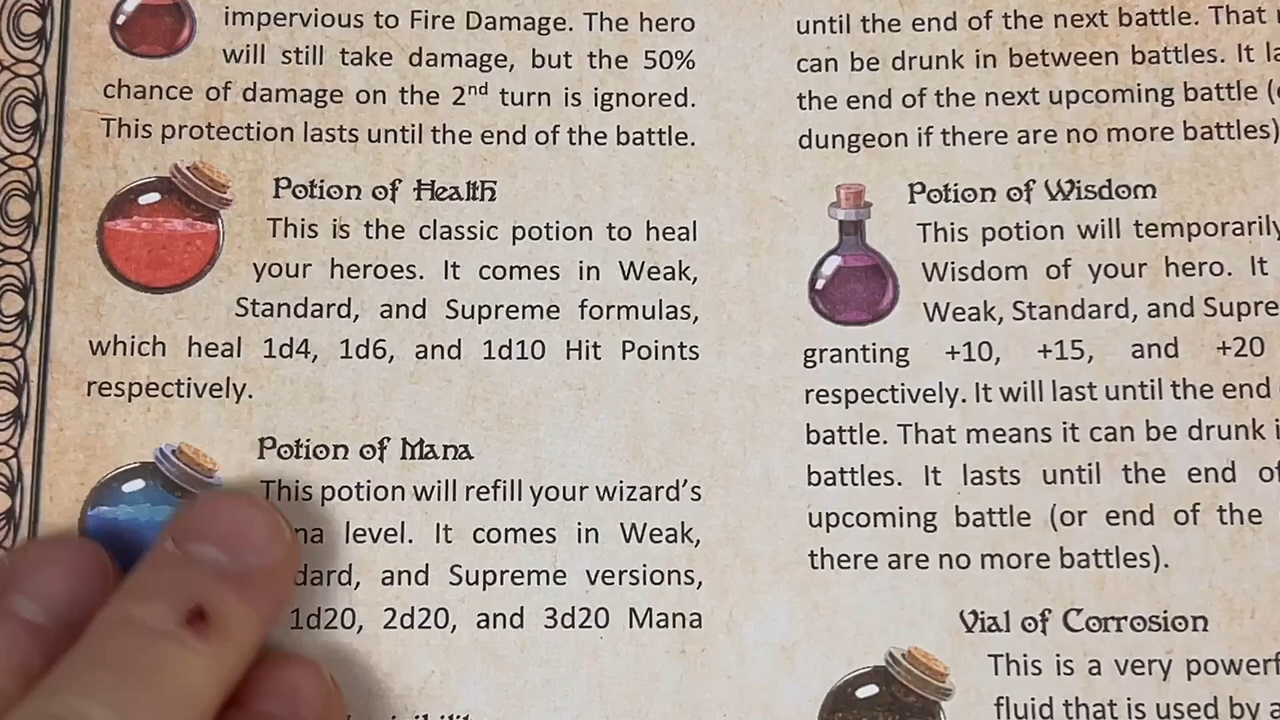 impervious to Fire Damage. The hero
will still take damage, but the 50%
chance of damage on the 2nd turn is ignored.
This protection lasts until the end of the battle.
Potion of Health
This is the classic potion to heal
your heroes. It comes in Weak,
Standard, and Supreme formulas,
which heal 1d4, 1d6, and 1d10 Hit Points
respectively.
Potion of Mana
This potion will refill your wizard's
level. It comes in Weak,
and Supreme versions,
1d20, 2d20, and 3d20 Mana
until the end of the next battle. That
can be drunk in between battles. It
the end of the next upcoming battle
dungeon if there are no more battles)
Potion of Wisdom
This potion will temporarily
Wisdom of your hero. It
Weak, Standard, and
granting +10, +15, and +20
respectively. It will last until the end
battle. That means it can be drunk
battles. It lasts until the end
upcoming battle (or end of the
there are no more battles).
Vial of Corrosion
This is a very
fluid that is used by